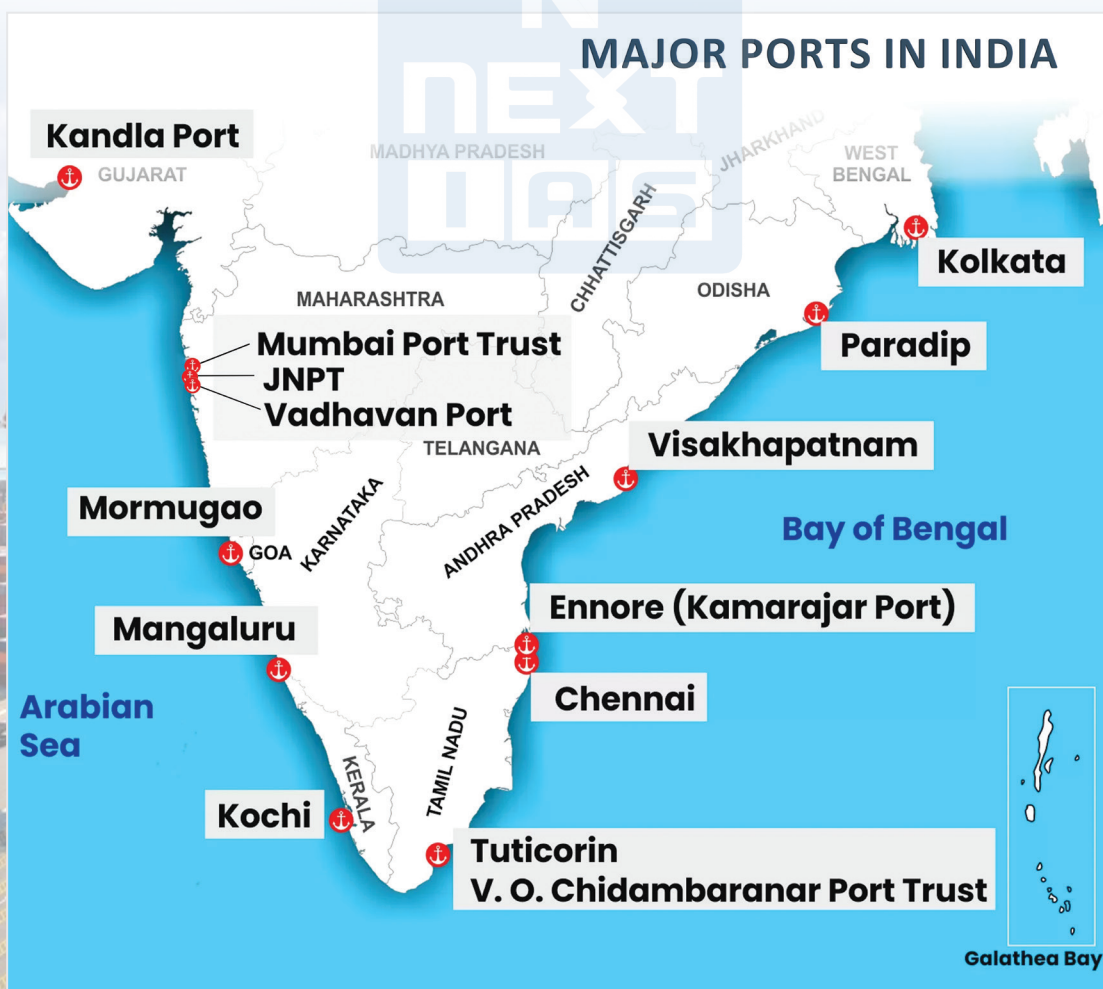 N
NEXT
IAS
MAJOR PORTS IN INDIA
Kandla Port
GUJARAT
MADHYA PRADESH
JHARKHAND
WEST
BENGAL
CHHATTISGARH
Kolkata
MAHARASHTRA
ODISHA
Paradip
Mumbai Port Trust
JNPT
Vadhavan Port
TELANGANA
Visakhapatnam
Mormugao
GOA
KARNATAKA
ANDHRA PRADESH
Bay of Bengal
Ennore (Kamarajar Port)
Mangaluru
Chennai
Arabian
Sea
TAMIL NADU
KERALA
Kochi
Tuticorin
V. O. Chidambaranar Port Trust
Galathea Bay